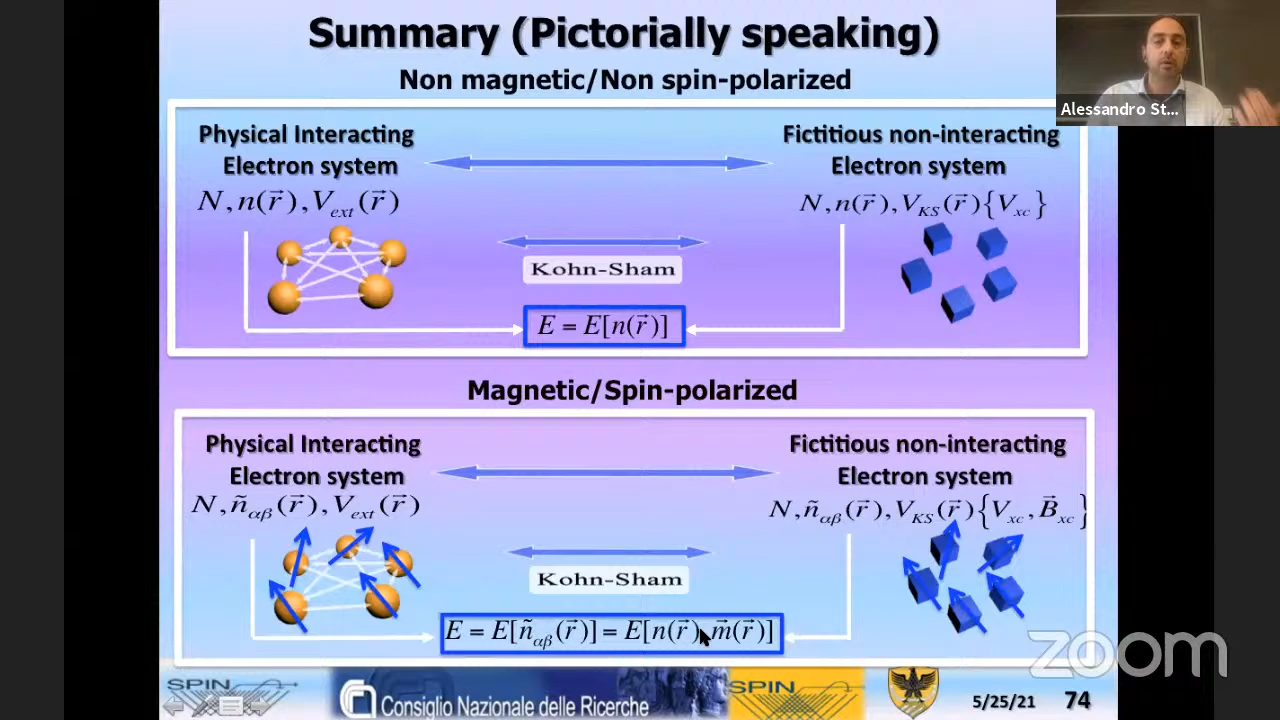 Summary (Pictorially speaking)
Non magnetic/Non spin-polarized
Alessandro St...
Physical Interacting
Electron system
N, n(r⃗), V_ext(r⃗)
Fictitious non-interacting
Electron system
N, n(r⃗), V_KS(r⃗){V_xc}
Kohn-Sham
E = E[n(r⃗)]
Magnetic/Spin-polarized
Physical Interacting
Electron system
N, ñ_αβ(r⃗), V_ext(r⃗)
Fictitious non-interacting
Electron system
N, ñ_αβ(r⃗), V_KS(r⃗){V_xc, B⃗_xc}
Kohn-Sham
E = E[ñ_αβ(r⃗)] = E[n(r⃗), m⃗(r⃗)]
zoom
SPIN
Consiglio Nazionale delle Ricerche
SPIN
5/25/21
74